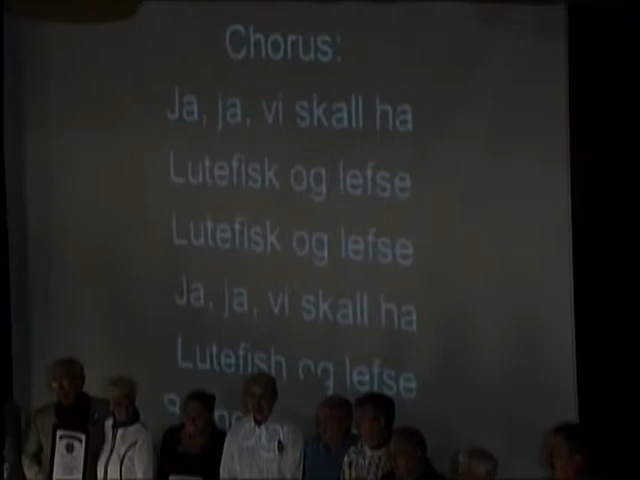 Chorus:
Ja, ja, vi skall ha
Lutefisk og lefse
Lutefisk og lefse
Ja, ja, vi skall ha
Lutefish og lefse